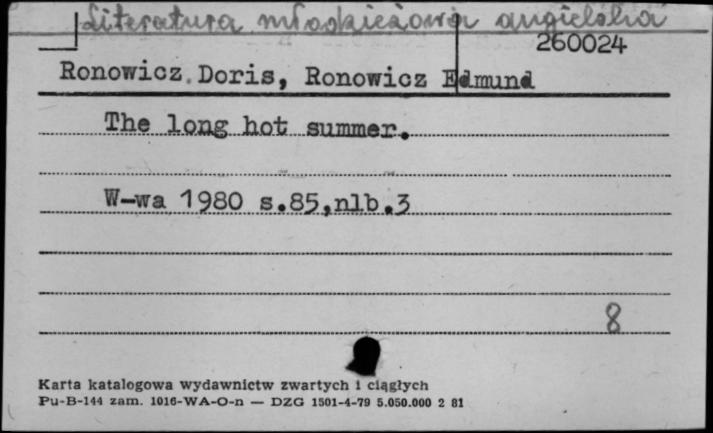 Literatura młodzieżowa angielska
260024
Ronowicz Doris, Ronowicz Edmund
The long hot summer.
W-wa 1980 s.85,nlb.3
8
Karta katalogowa wydawnictw zwartych i ciągłych
Pu-B-144 zam. 1016-WA-O-n — DZG 1501-4-79 5.050.000 2 81